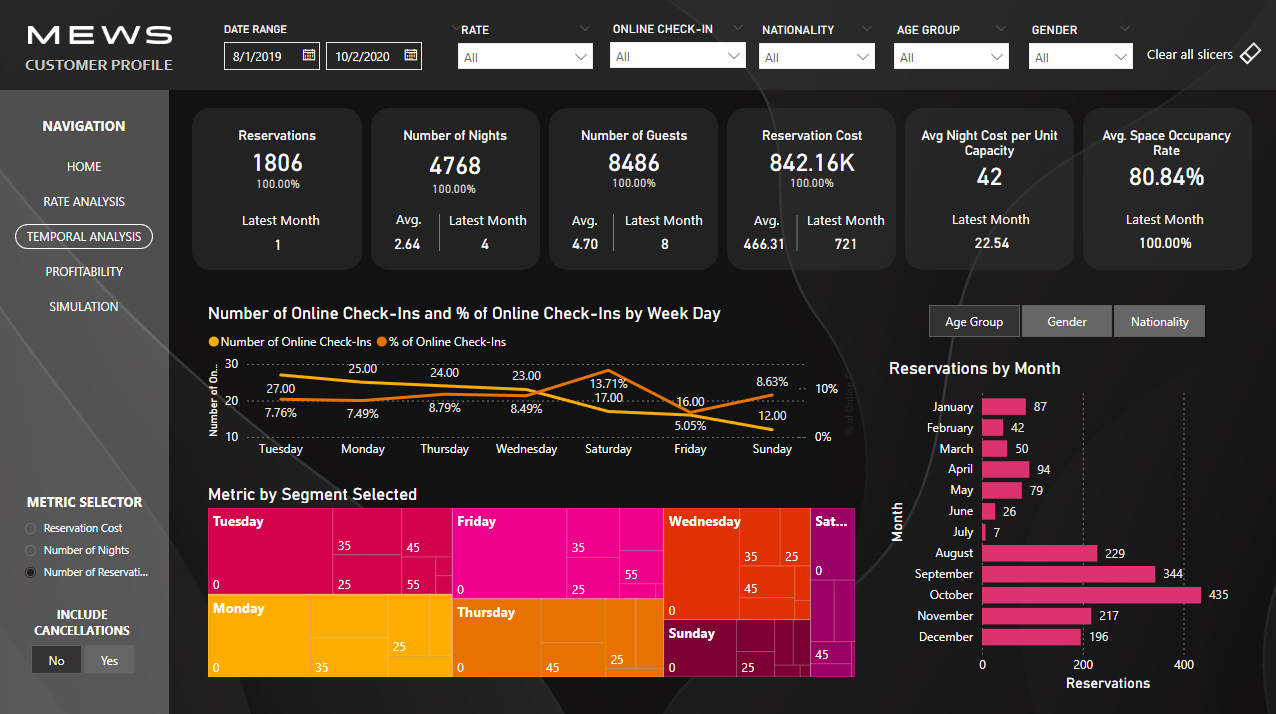 MEWS
CUSTOMER PROFILE
DATE RANGE
8/1/2019
10/2/2020
RATE
All
ONLINE CHECK-IN
All
NATIONALITY
All
AGE GROUP
All
GENDER
All
Clear all slicers
NAVIGATION
HOME
RATE ANALYSIS
TEMPORAL ANALYSIS
PROFITABILITY
SIMULATION
METRIC SELECTOR
Reservation Cost
Number of Nights
Number of Reservati...
INCLUDE
CANCELLATIONS
No
Yes
Reservations
1806
100.00%
Latest Month
1
Number of Nights
4768
100.00%
Avg.
2.64
Latest Month
4
Number of Guests
8486
100.00%
Avg.
4.70
Latest Month
8
Reservation Cost
842.16K
100.00%
Avg.
466.31
Latest Month
721
Avg Night Cost per Unit
Capacity
42
Latest Month
22.54
Avg. Space Occupancy
Rate
80.84%
Latest Month
100.00%
Number of Online Check-Ins and % of Online Check-Ins by Week Day
Number of Online Check-Ins
% of Online Check-Ins
Number of On...
30
20
10
27.00
25.00
24.00
23.00
17.00
16.00
12.00
7.76%
7.49%
8.79%
8.49%
13.71%
5.05%
8.63%
10%
0%
% of Online
Tuesday
Monday
Thursday
Wednesday
Saturday
Friday
Sunday
Metric by Segment Selected
Tuesday
0
35
25
45
55
Monday
0
35
25
Friday
0
35
25
55
Thursday
0
45
25
Wednesday
0
35
45
25
Sunday
0
25
Sat...
0
45
Age Group
Gender
Nationality
Reservations by Month
Month
January 87
February 42
March 50
April 94
May 79
June 26
July 7
August 229
September 344
October 435
November 217
December 196
0
200
400
Reservations